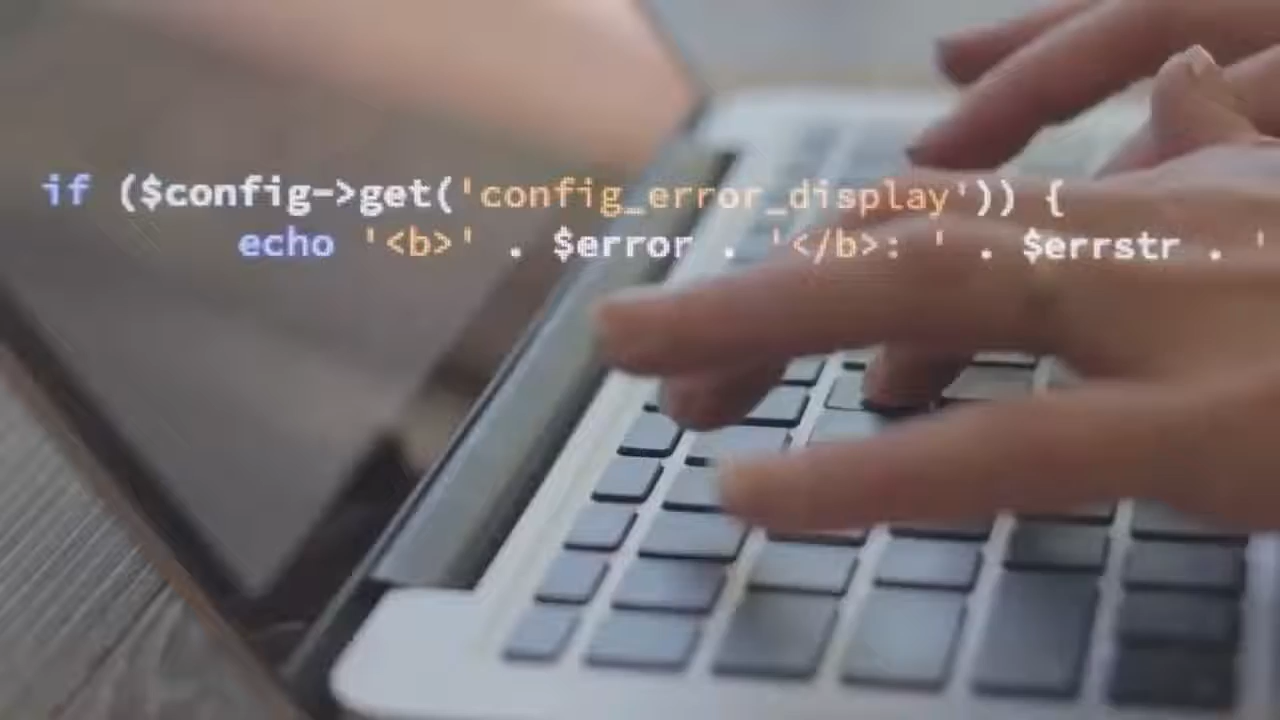 if ($config->get('config_error_display')) {
echo '<b>' . $error . '</b>: ' . $errstr . '